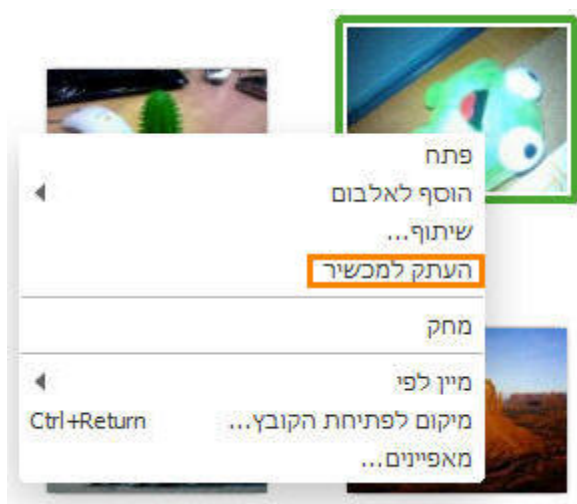 פתח
הוסף לאלבום
שיתוף...
העתק למכשיר
מחק
מיין לפי
מיקום לפתיחת הקובץ... Ctrl+Return
מאפיינים...